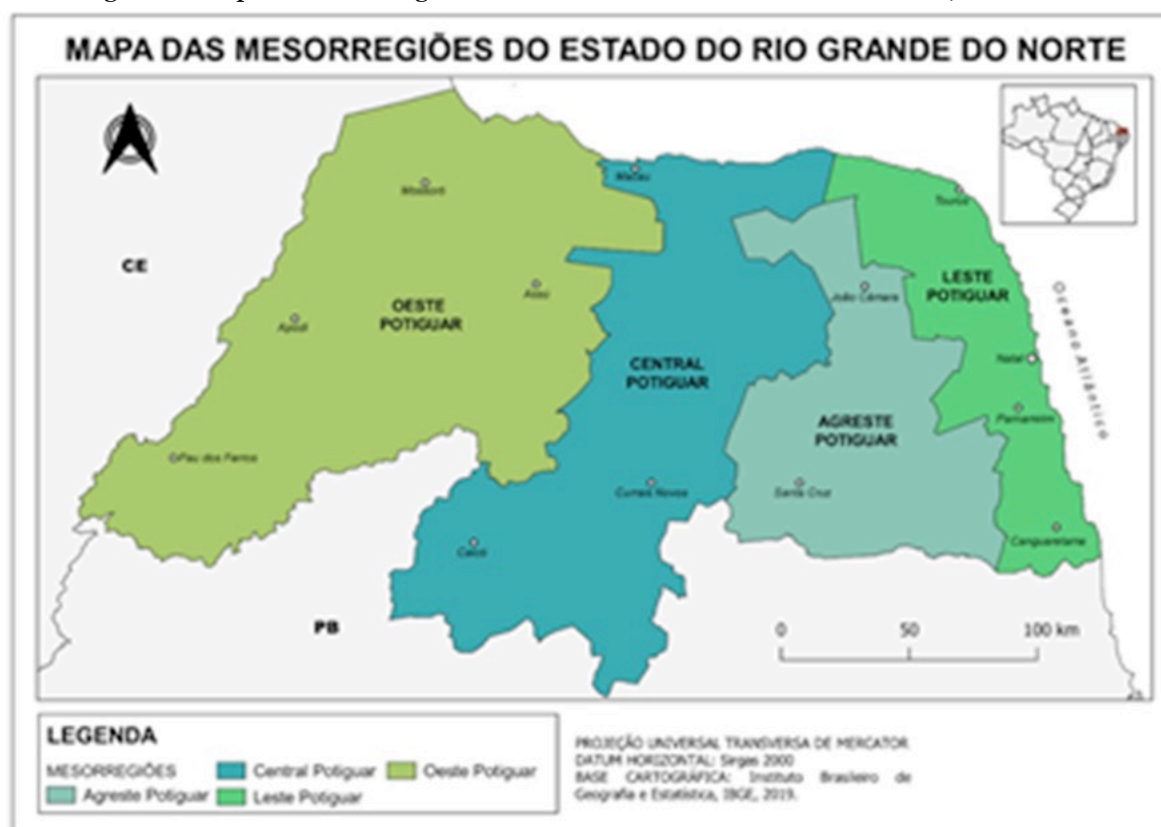 MAPA DAS MESORREGIÕES DO ESTADO DO RIO GRANDE DO NORTE
Macau
Mossoró
Touros
CE
LESTE
POTIGUAR
Assu
João Câmara
OESTE
POTIGUAR
Apodi
Oceano Atlântico
Natal
CENTRAL
POTIGUAR
Parnamirim
AGRESTE
POTIGUAR
Pau dos Ferros
Currais Novos
Santa Cruz
Caicó
Canguaretama
PB
0 50 100 km
LEGENDA
MESORREGIÕES
Central Potiguar
Oeste Potiguar
Agreste Potiguar
Leste Potiguar
PROJEÇÃO UNIVERSAL TRANSVERSA DE MERCATOR.
DATUM HORIZONTAL: Sirgas 2000
BASE CARTOGRÁFICA: Instituto Brasileiro de
Geografia e Estatística, IBGE, 2019.